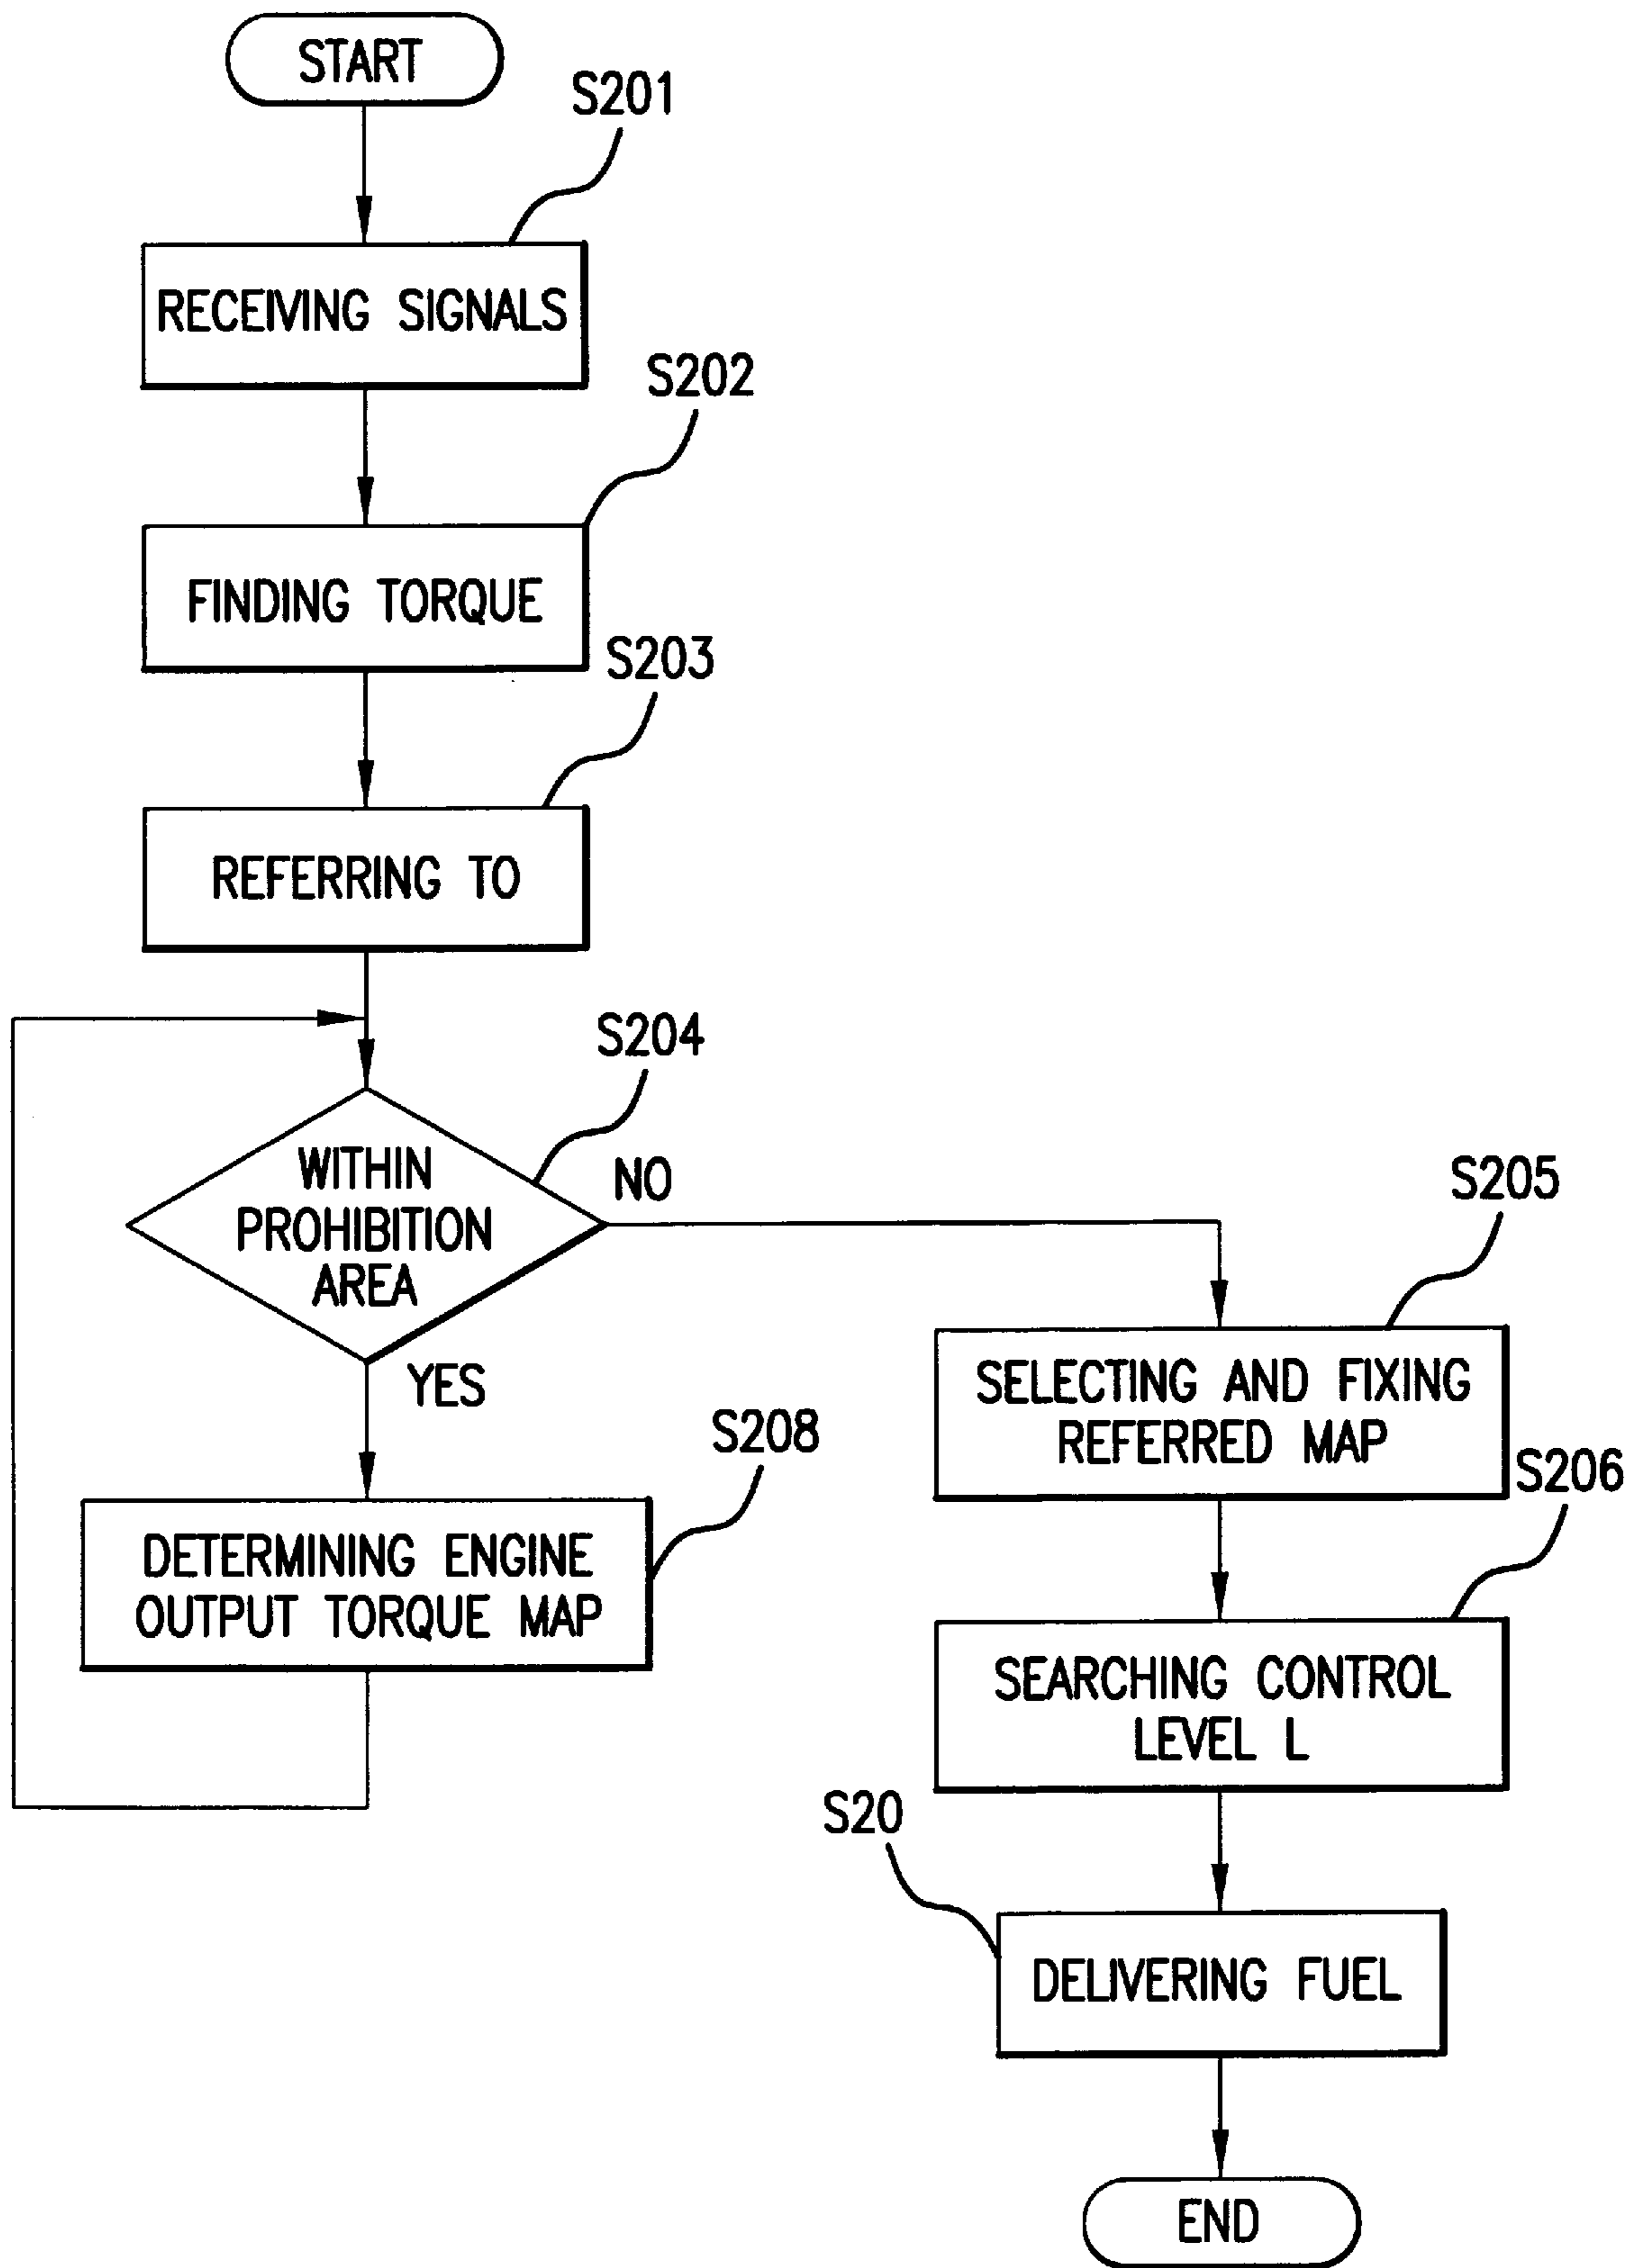 START
S201
RECEIVING SIGNALS
S202
FINDING TORQUE
S203
REFERRING TO
S204
WITHIN
PROHIBITION
AREA
NO
YES
S208
DETERMINING ENGINE
OUTPUT TORQUE MAP
S205
SELECTING AND FIXING
REFERRED MAP
S206
SEARCHING CONTROL
LEVEL L
S20
DELIVERING FUEL
END